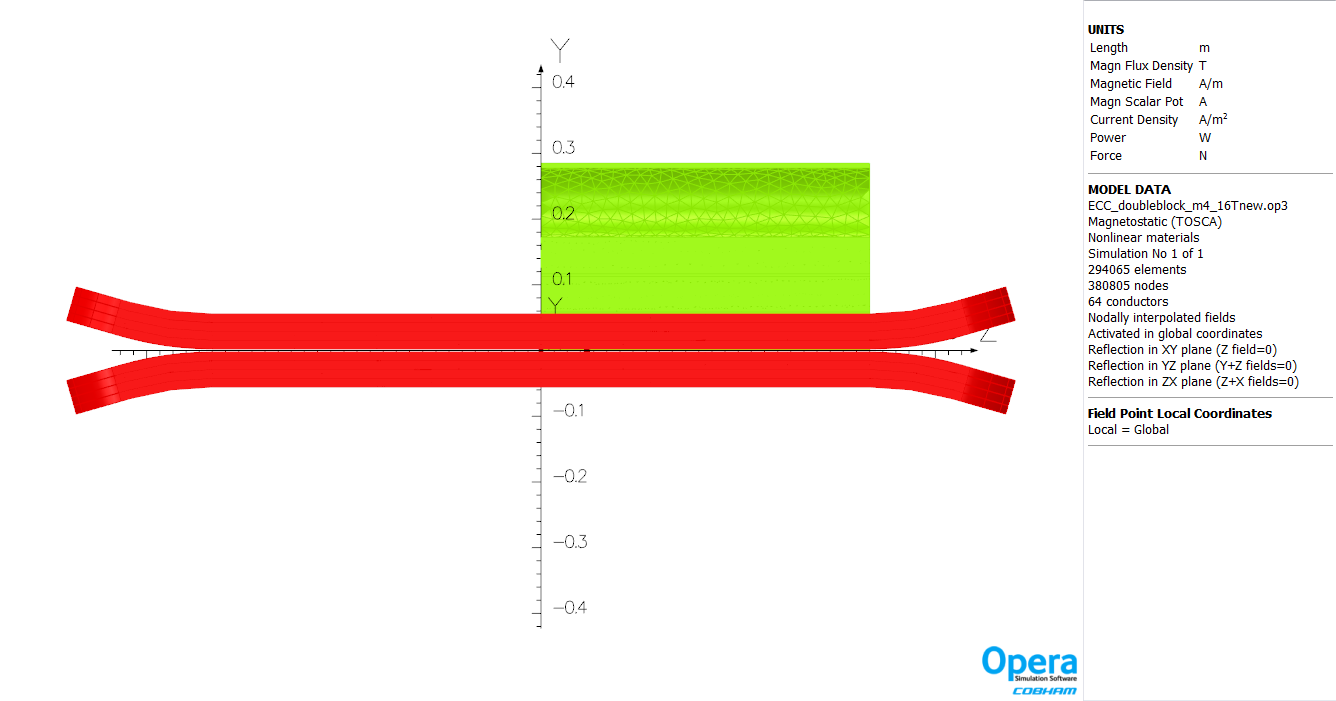 Y
0.4
0.3
0.2
0.1
Y
Z
−0.1
−0.2
−0.3
−0.4
UNITS
Length m
Magn Flux Density T
Magnetic Field A/m
Magn Scalar Pot A
Current Density A/m²
Power W
Force N
MODEL DATA
ECC_doubleblock_m4_16Tnew.op3
Magnetostatic (TOSCA)
Nonlinear materials
Simulation No 1 of 1
294065 elements
380805 nodes
64 conductors
Nodally interpolated fields
Activated in global coordinates
Reflection in XY plane (Z field=0)
Reflection in YZ plane (Y+Z fields=0)
Reflection in ZX plane (Z+X fields=0)
Field Point Local Coordinates
Local = Global
Opera
Simulation Software
COBHAM